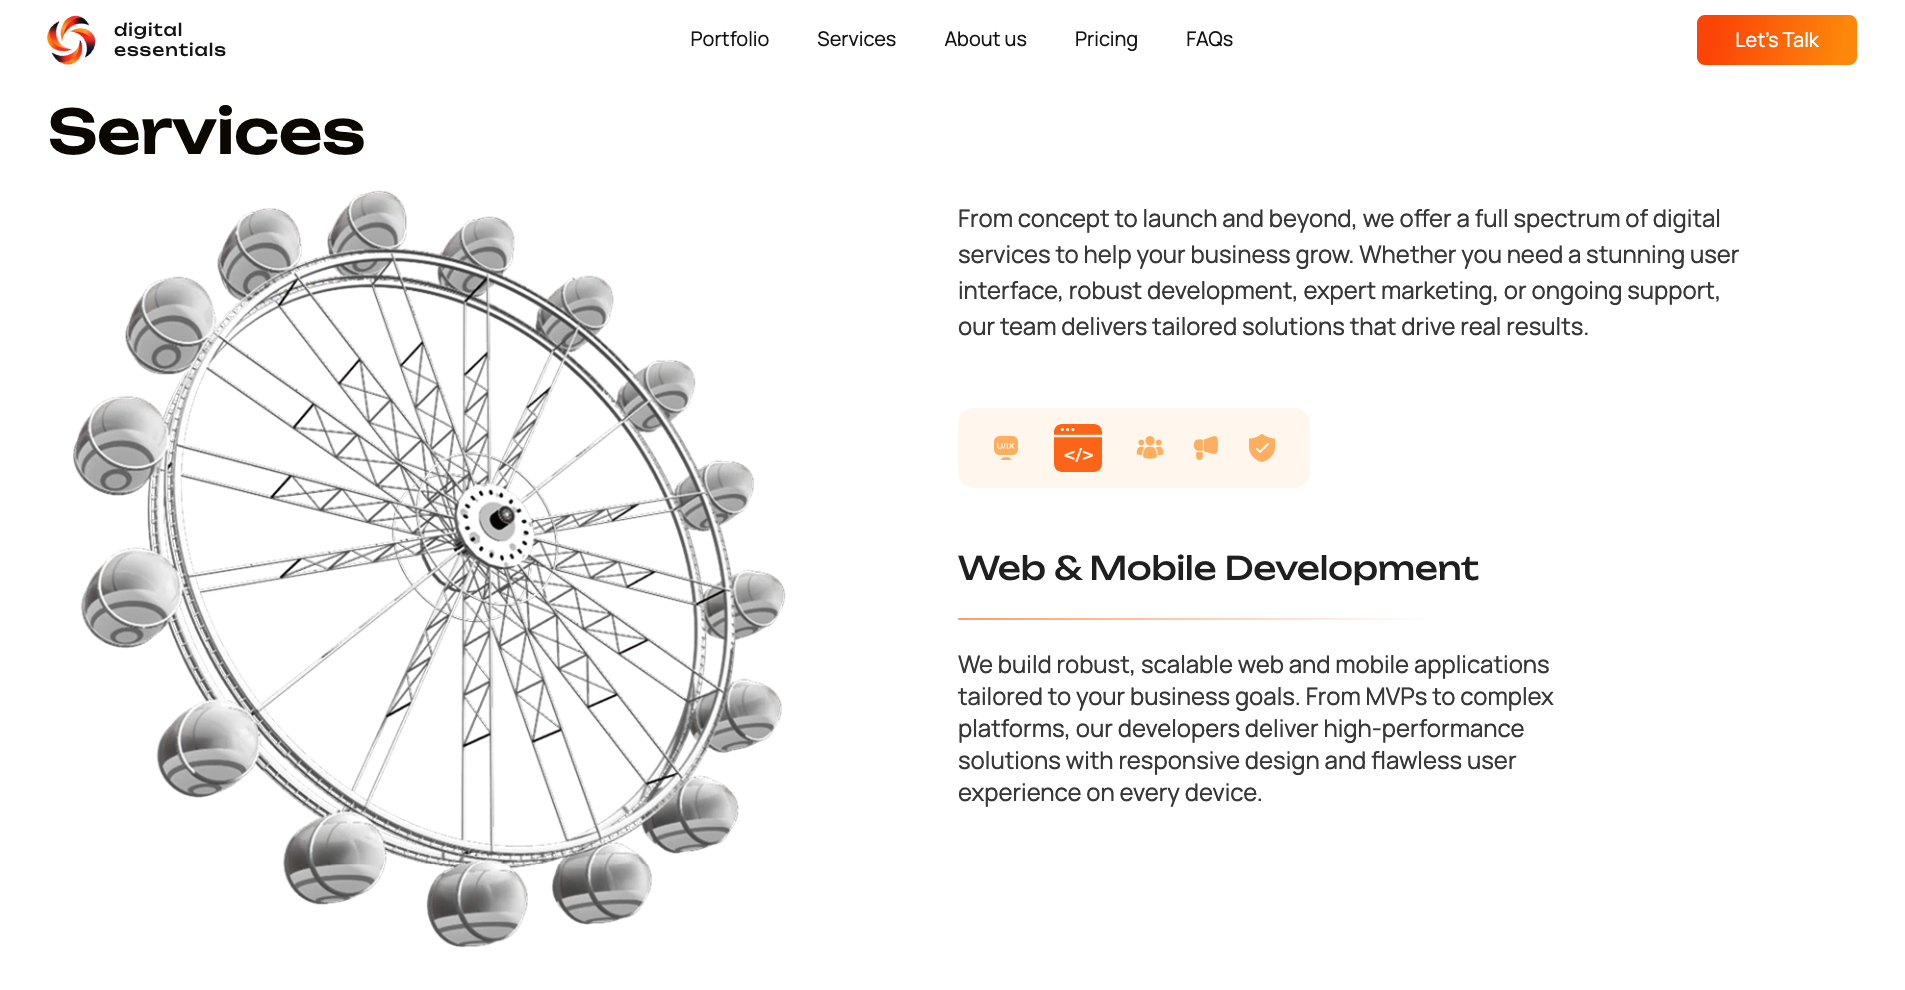 digital
essentials
Portfolio
Services
About us
Pricing
FAQs
Let's Talk
Services
From concept to launch and beyond, we offer a full spectrum of digital
services to help your business grow. Whether you need a stunning user
interface, robust development, expert marketing, or ongoing support,
our team delivers tailored solutions that drive real results.
UI/X
</>
Web & Mobile Development
We build robust, scalable web and mobile applications
tailored to your business goals. From MVPs to complex
platforms, our developers deliver high-performance
solutions with responsive design and flawless user
experience on every device.